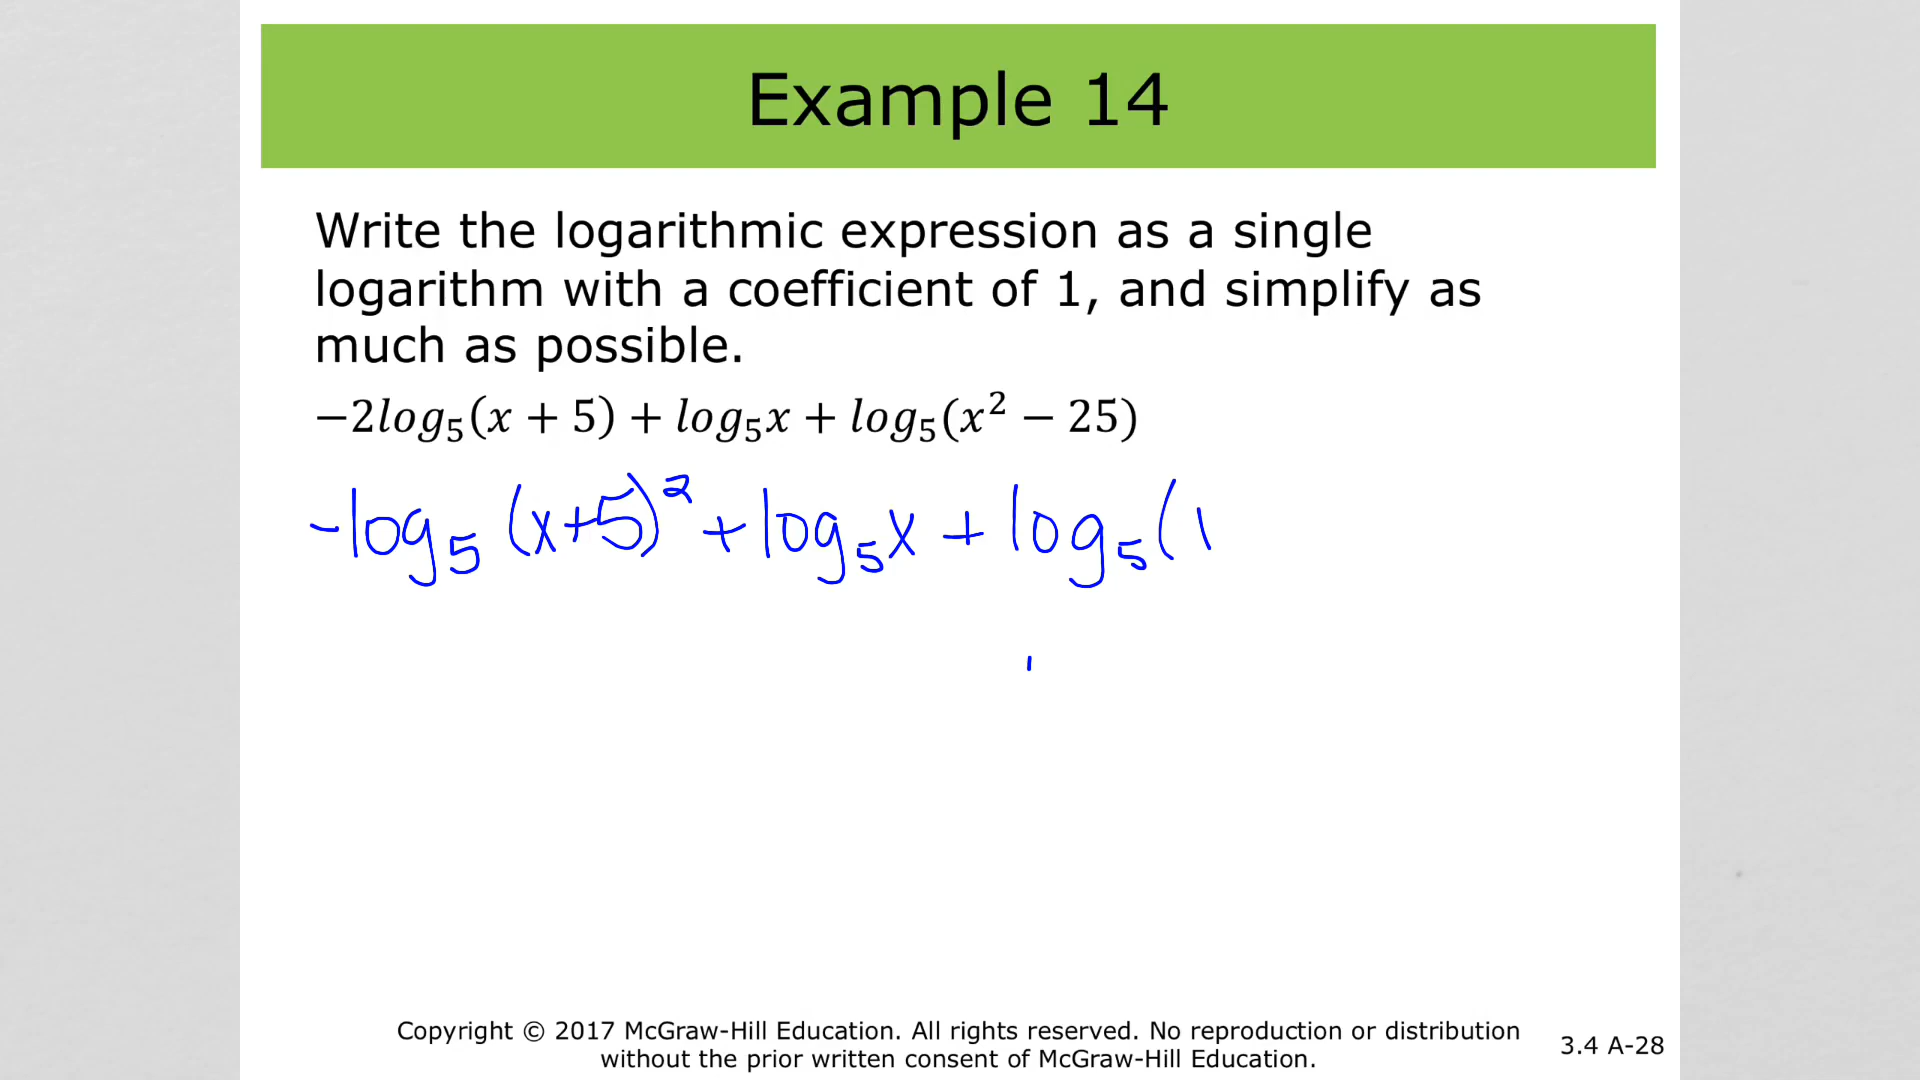 Example 14
Write the logarithmic expression as a single
logarithm with a coefficient of 1, and simplify as
much as possible.
−2log₅(x + 5) + log₅x + log₅(x² − 25)
-log₅ (x+5)² + log₅x + log₅(
Copyright © 2017 McGraw-Hill Education. All rights reserved. No reproduction or distribution
without the prior written consent of McGraw-Hill Education.
3.4 A-28